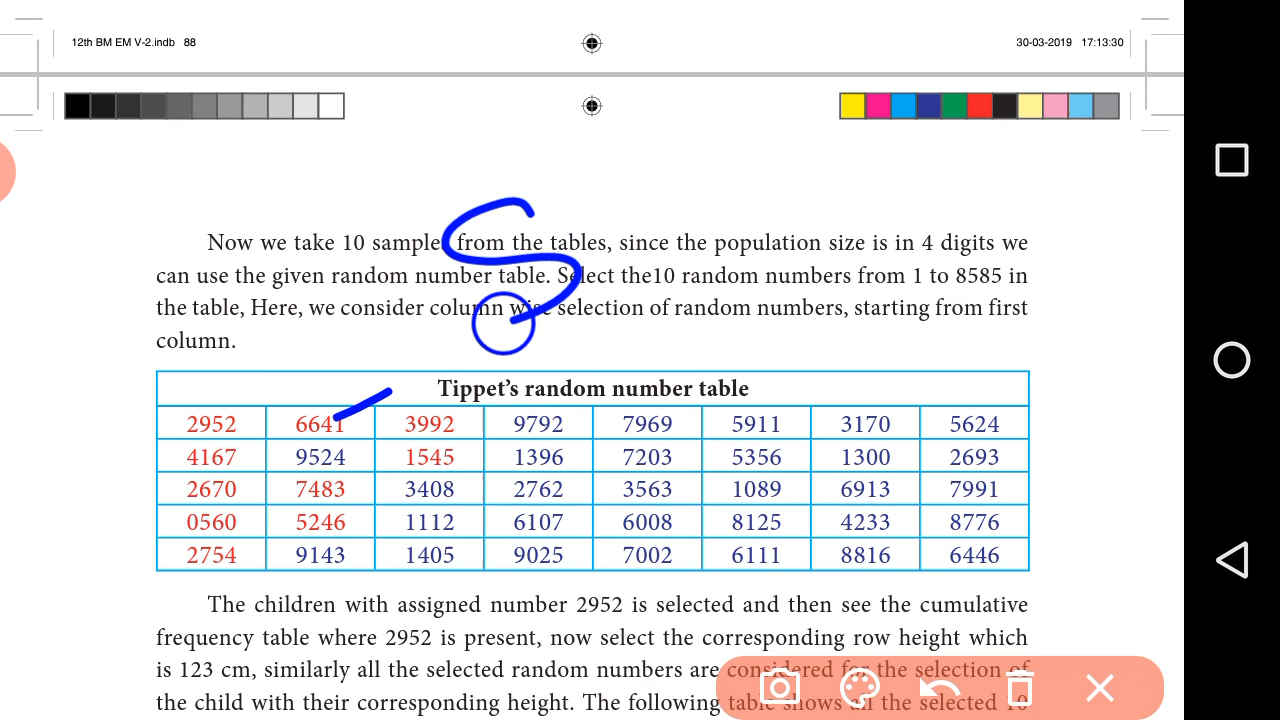 12th BM EM V-2.indb 88 30-03-2019 17:13:30
Now we take 10 sample from the tables, since the population size is in 4 digits we
can use the given random number table. Select the10 random numbers from 1 to 8585 in
the table, Here, we consider column wise selection of random numbers, starting from first
column.
Tippet's random number table
2952 6641 3992 9792 7969 5911 3170 5624
4167 9524 1545 1396 7203 5356 1300 2693
2670 7483 3408 2762 3563 1089 6913 7991
0560 5246 1112 6107 6008 8125 4233 8776
2754 9143 1405 9025 7002 6111 8816 6446
The children with assigned number 2952 is selected and then see the cumulative
frequency table where 2952 is present, now select the corresponding row height which
is 123 cm, similarly all the selected random numbers are considered for the selection of
the child with their corresponding height. The following table shows all the selected 10